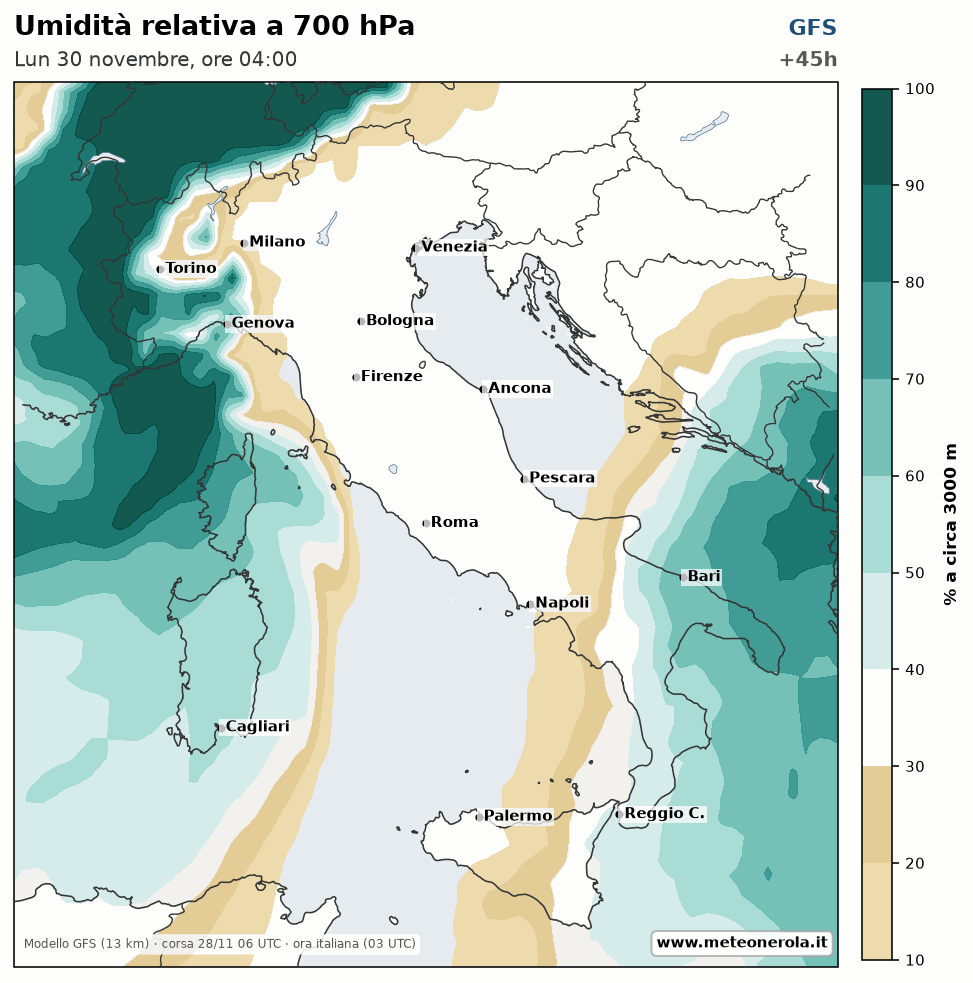 Umidità relativa a 700 hPa
GFS
Lun 30 novembre, ore 04:00
+45h
100
90
80
70
60
50
40
30
20
10
% a circa 3000 m
Milano
Venezia
Torino
Genova
Bologna
Firenze
Ancona
Pescara
Roma
Bari
Napoli
Cagliari
Palermo
Reggio C.
Modello GFS (13 km) · corsa 28/11 06 UTC · ora italiana (03 UTC)
www.meteonerola.it